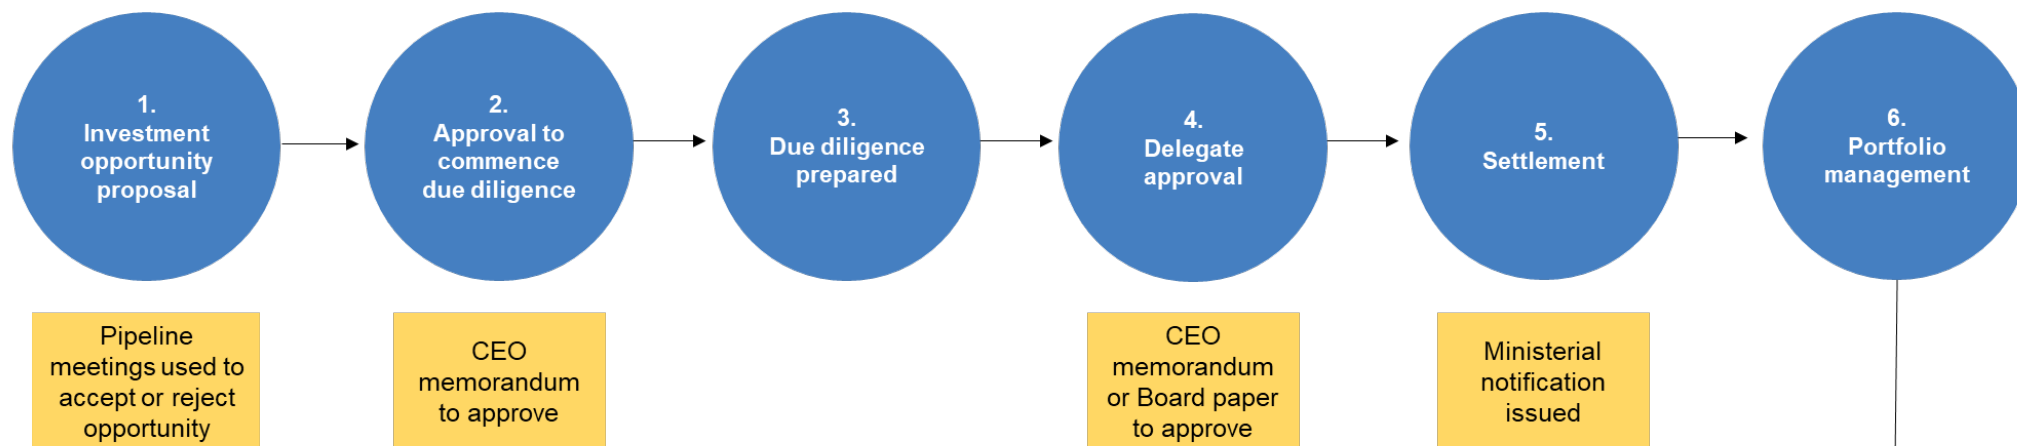 1.
Investment
opportunity
proposal
2.
Approval to
commence
due diligence
3.
Due diligence
prepared
4.
Delegate
approval
5.
Settlement
6.
Portfolio
management
Pipeline
meetings used to
accept or reject
opportunity
CEO
memorandum
to approve
CEO
memorandum
or Board paper
to approve
Ministerial
notification
issued